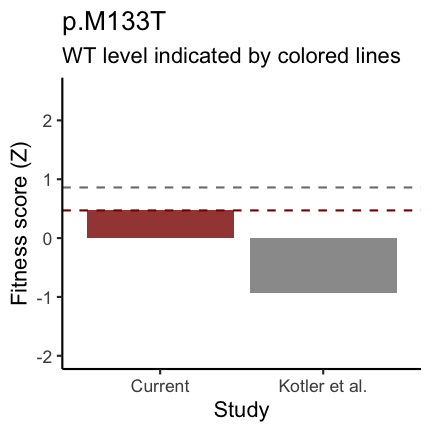 p.M133T
WT level indicated by colored lines
Fitness score (Z)
2
1
0
-1
-2
Current
Kotler et al.
Study